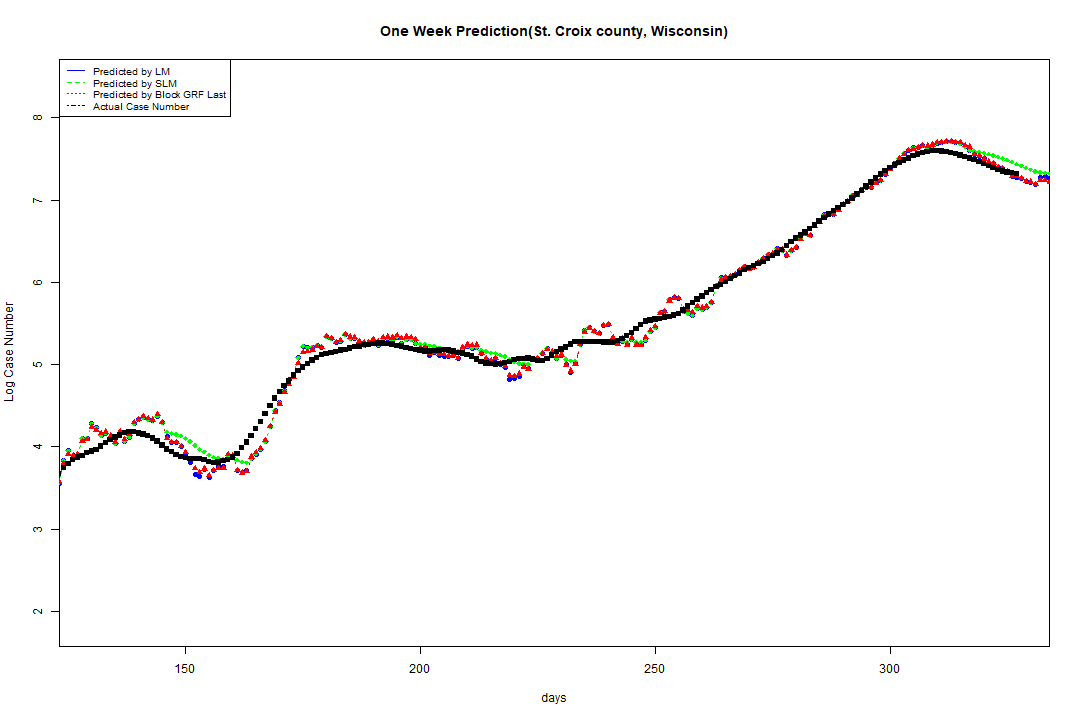 One Week Prediction(St. Croix county, Wisconsin)
Predicted by LM
Predicted by SLM
Predicted by Block GRF Last
Actual Case Number
8
7
6
5
4
3
2
Log Case Number
150 200 250 300
days